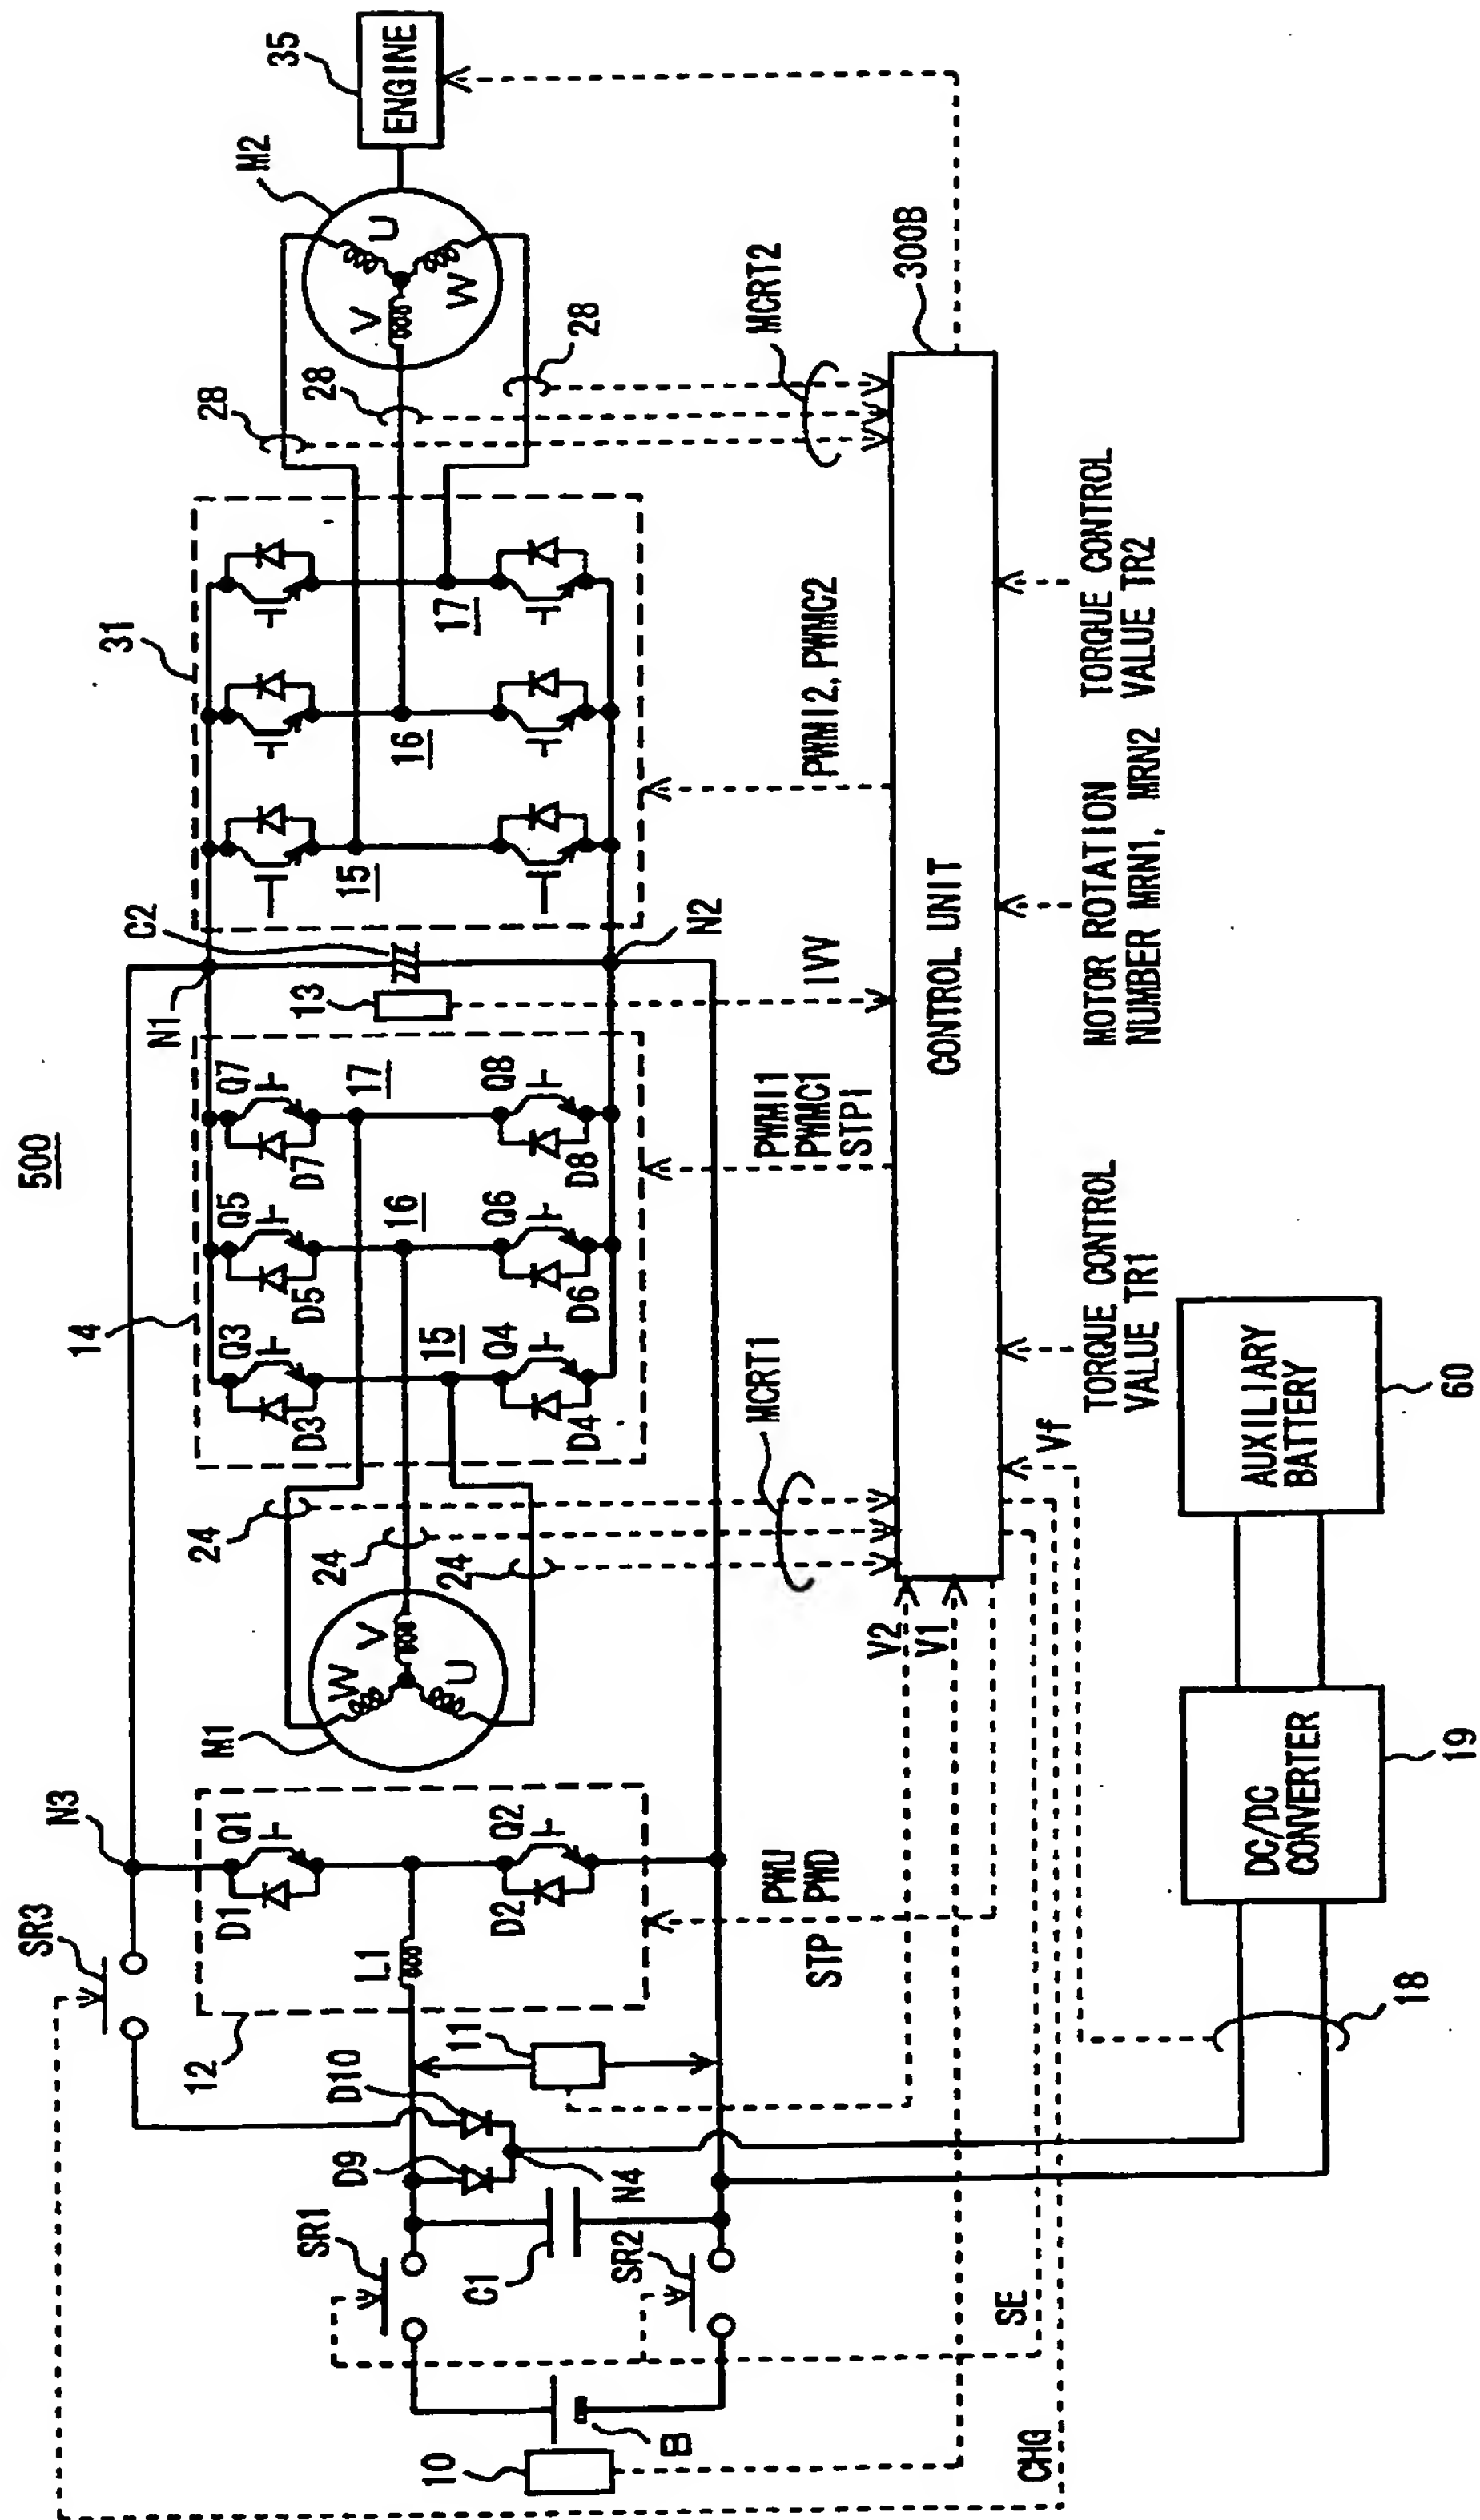 500
SR3
N3
N1
C2
31
M2
35
ENGINE
14
M1
24
24
24
W
V
U
Q3
D3
Q4
D4
15
Q5
D5
Q6
D6
16
Q7
D7
Q8
D8
17
13
N2
15
16
17
28
28
28
U
V
W
12
D1
Q1
D2
Q2
L1
11
D10
D9
N4
SR1
C1
SR2
B
10
STP
PWU
PWD
MCRT1
PWMI1
PWMC1
STP1
IVV
PWMI2, PWMC2
MCRT2
300B
V2
V1
CONTROL UNIT
SE
CHG
Vf
TORQUE CONTROL
VALUE TR1
MOTOR ROTATION
NUMBER MRN1, MRN2
TORQUE CONTROL
VALUE TR2
18
DC/DC
CONVERTER
19
AUXILIARY
BATTERY
60